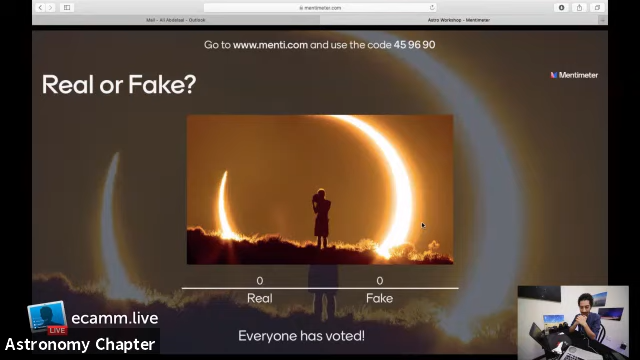 mentimeter.com
Mail - Ali Abdelaal - Outlook
Astro Workshop - Mentimeter
Go to www.menti.com and use the code 45 96 90
Mentimeter
Real or Fake?
0
0
Real
Fake
Everyone has voted!
LIVE
ecamm.live
Astronomy Chapter